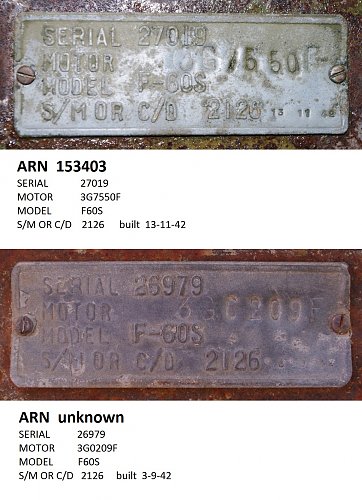 SERIAL 27019
MOTOR 3G7550F
MODEL F-60S
S/M OR C/D 2126 13 11 42
ARN 153403
SERIAL 27019
MOTOR 3G7550F
MODEL F60S
S/M OR C/D 2126 built 13-11-42
SERIAL 26979
MOTOR 3G0209F
MODEL F-60S
S/M OR C/D 2126
ARN unknown
SERIAL 26979
MOTOR 3G0209F
MODEL F60S
S/M OR C/D 2126 built 3-9-42